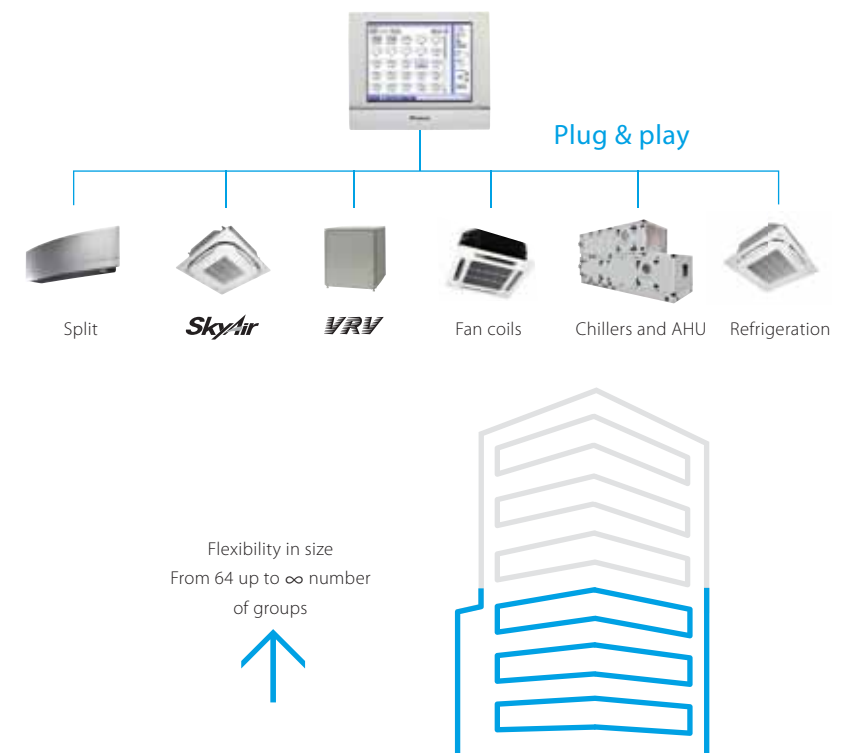 Plug & play
Split
SkyAir
VRV
Fan coils
Chillers and AHU
Refrigeration
Flexibility in size
From 64 up to ∞ number
of groups